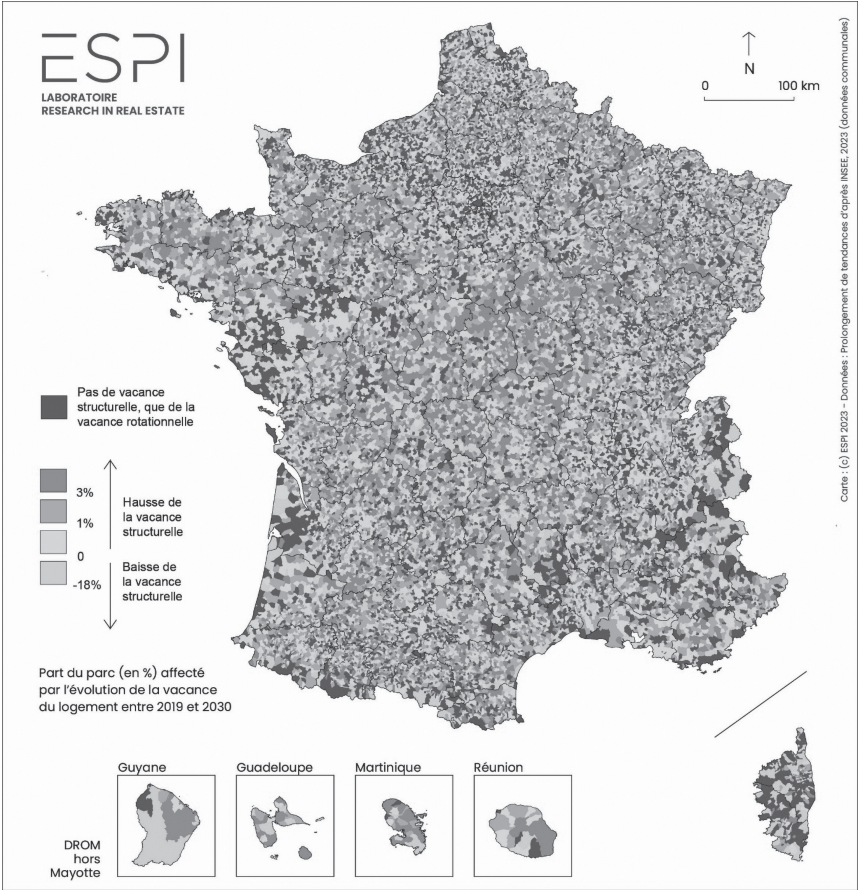 ESPI
LABORATOIRE
RESEARCH IN REAL ESTATE
N
0 100 km
Carte : (c) ESPI 2023 - Données : Prolongement de tendances d'après INSEE, 2023 (données communales)
Pas de vacance
structurelle, que de la
vacance rotationnelle
3%
1%
0
-18%
Hausse de
la vacance
structurelle
Baisse de
la vacance
structurelle
Part du parc (en %) affecté
par l'évolution de la vacance
du logement entre 2019 et 2030
DROM
hors
Mayotte
Guyane
Guadeloupe
Martinique
Réunion